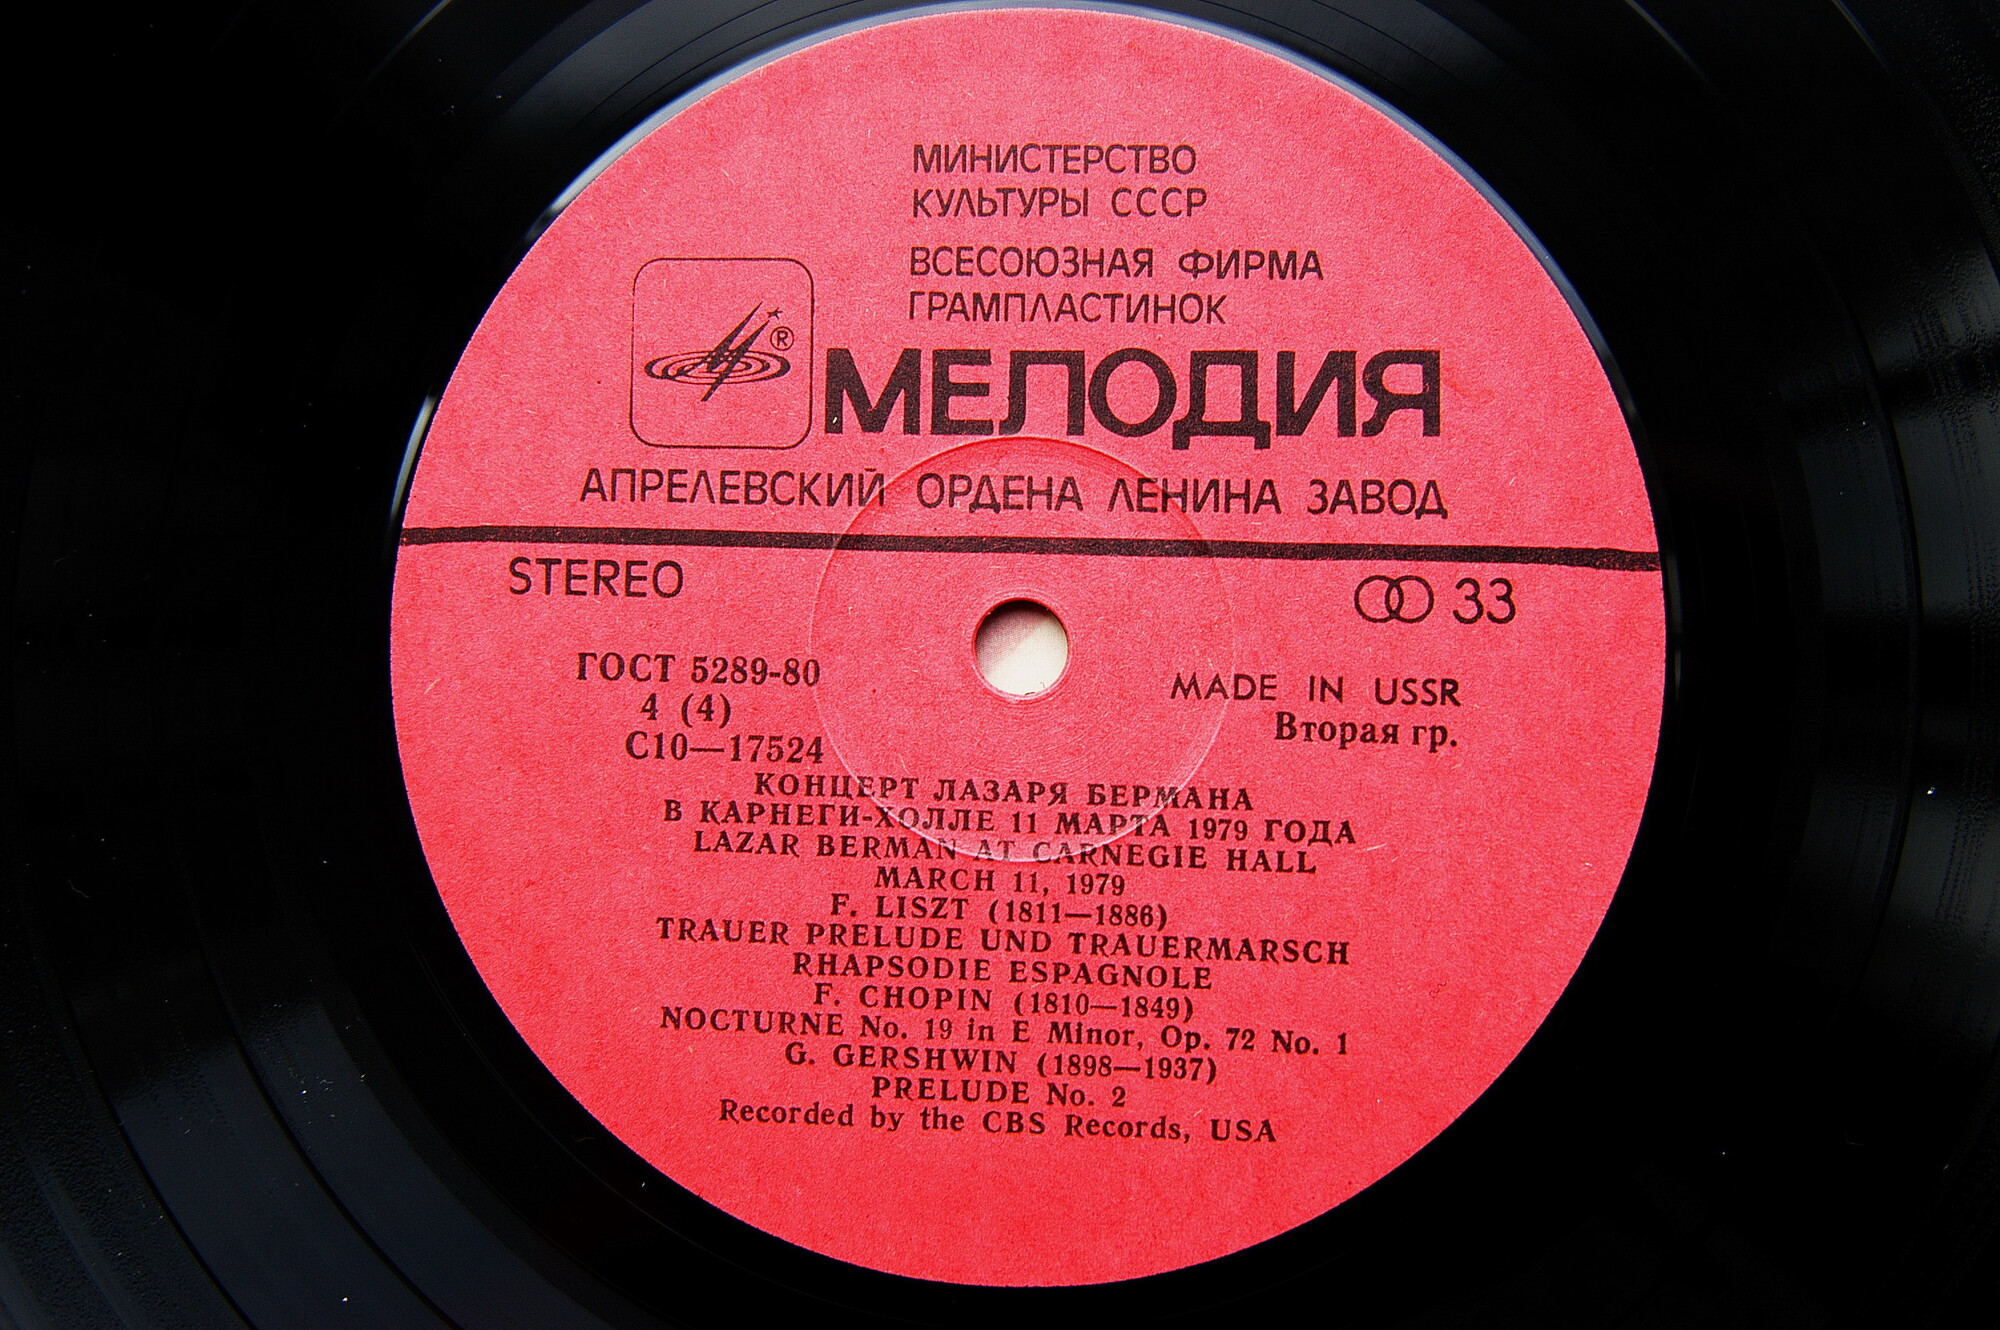 МИНИСТЕРСТВО
КУЛЬТУРЫ СССР
ВСЕСОЮЗНАЯ ФИРМА
ГРАМПЛАСТИНОК
®
МЕЛОДИЯ
АПРЕЛЕВСКИЙ ОРДЕНА ЛЕНИНА ЗАВОД
STEREO
33
ГОСТ 5289-80
4 (4)
С10—17524
MADE IN USSR
Вторая гр.
КОНЦЕРТ ЛАЗАРЯ БЕРМАНА
В КАРНЕГИ-ХОЛЛЕ 11 МАРТА 1979 ГОДА
LAZAR BERMAN AT CARNEGIE HALL
MARCH 11, 1979
F. LISZT (1811—1886)
TRAUER PRELUDE UND TRAUERMARSCH
RHAPSODIE ESPAGNOLE
F. CHOPIN (1810—1849)
NOCTURNE No. 19 in E Minor, Op. 72 No. 1
G. GERSHWIN (1898—1937)
PRELUDE No. 2
Recorded by the CBS Records, USA